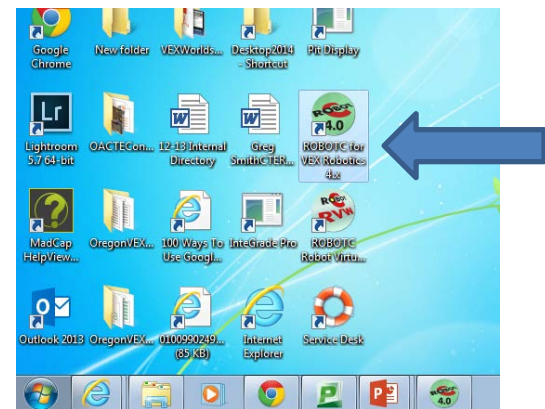 Google
Chrome
New folder
VEXWorlds...
Desktop2014
- Shortcut
Pit Display
Lr
ROBOT
4.0
Lightroom
5.7 64-bit
OACTECon...
12-13 Internal
Directory
Greg
SmithCTER...
ROBOTC for
VEX Robotics
4.x
?
ROBOT
RVW
MadCap
HelpView...
OregonVEX...
100 Ways To
Use Googl...
InteGrade Pro
ROBOTC
Robot Virtu...
Outlook 2013
OregonVEX...
0100990249...
(85 KB)
Internet
Explorer
Service Desk
4.0